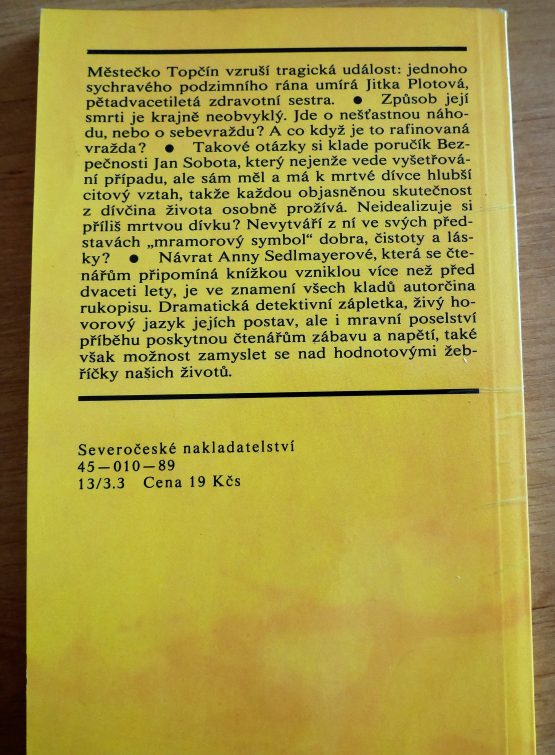 Městečko Topčín vzruší tragická událost: jednoho
sychravého podzimního rána umírá Jitka Plotová,
pětadvacetiletá zdravotní sestra. ● Způsob její
smrti je krajně neobvyklý. Jde o nešťastnou náho-
du, nebo o sebevraždu? A co když je to rafinovaná
vražda? ● Takové otázky si klade poručík Bez-
pečnosti Jan Sobota, který nejenže vede vyšetřová-
ní případu, ale sám měl a má k mrtvé dívce hlubší
citový vztah, takže každou objasněnou skutečnost
z dívčina života osobně prožívá. Neidealizuje si
příliš mrtvou dívku? Nevytváří z ní ve svých před-
stavách „mramorový symbol“ dobra, čistoty a lás-
ky? ● Návrat Anny Sedlmayerové, která se čte-
nářům připomíná knížkou vzniklou více než před
dvaceti lety, je ve znamení všech kladů autorčina
rukopisu. Dramatická detektivní zápletka, živý ho-
vorový jazyk jejích postav, ale i mravní poselství
příběhu poskytnou čtenářům zábavu a napětí, také
však možnost zamyslet se nad hodnotovými žeb-
říčky našich životů.
Severočeské nakladatelství
45—010—89
13/3.3 Cena 19 Kčs